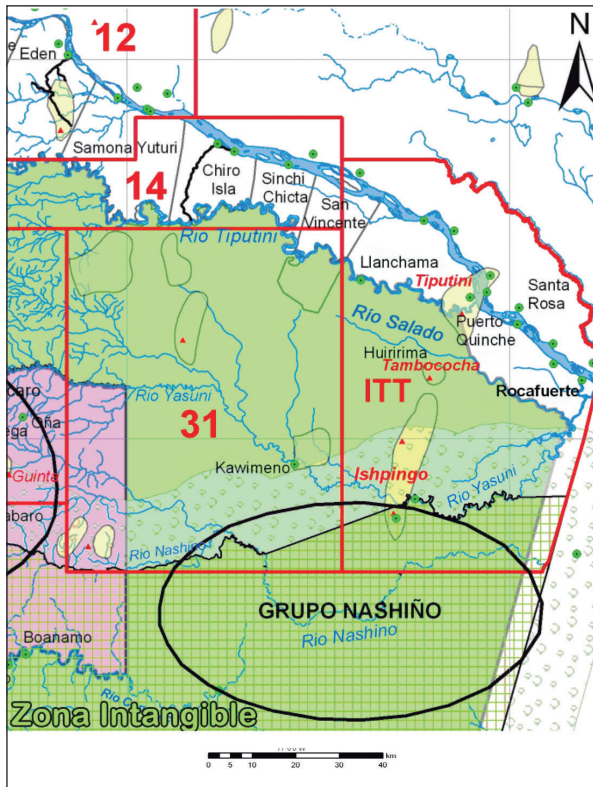 12
N
Eden
Samona Yuturi
14
Chiro
Isla
Sinchi
Chicta
San
Vincente
Rio Tiputini
Llanchama
Tiputini
Santa
Rosa
Rio Salado
Puerto
Quinche
Huiririma
Tambococha
Rocafuerte
Rio Yasuni
31
ITT
Oña
Kawimeno
Ishpingo
Rio Yasuni
Guinta
Rio Nashino
GRUPO NASHIÑO
Rio Nashino
Boanamo
Zona Intangible
0 5 10 20 30 40 km